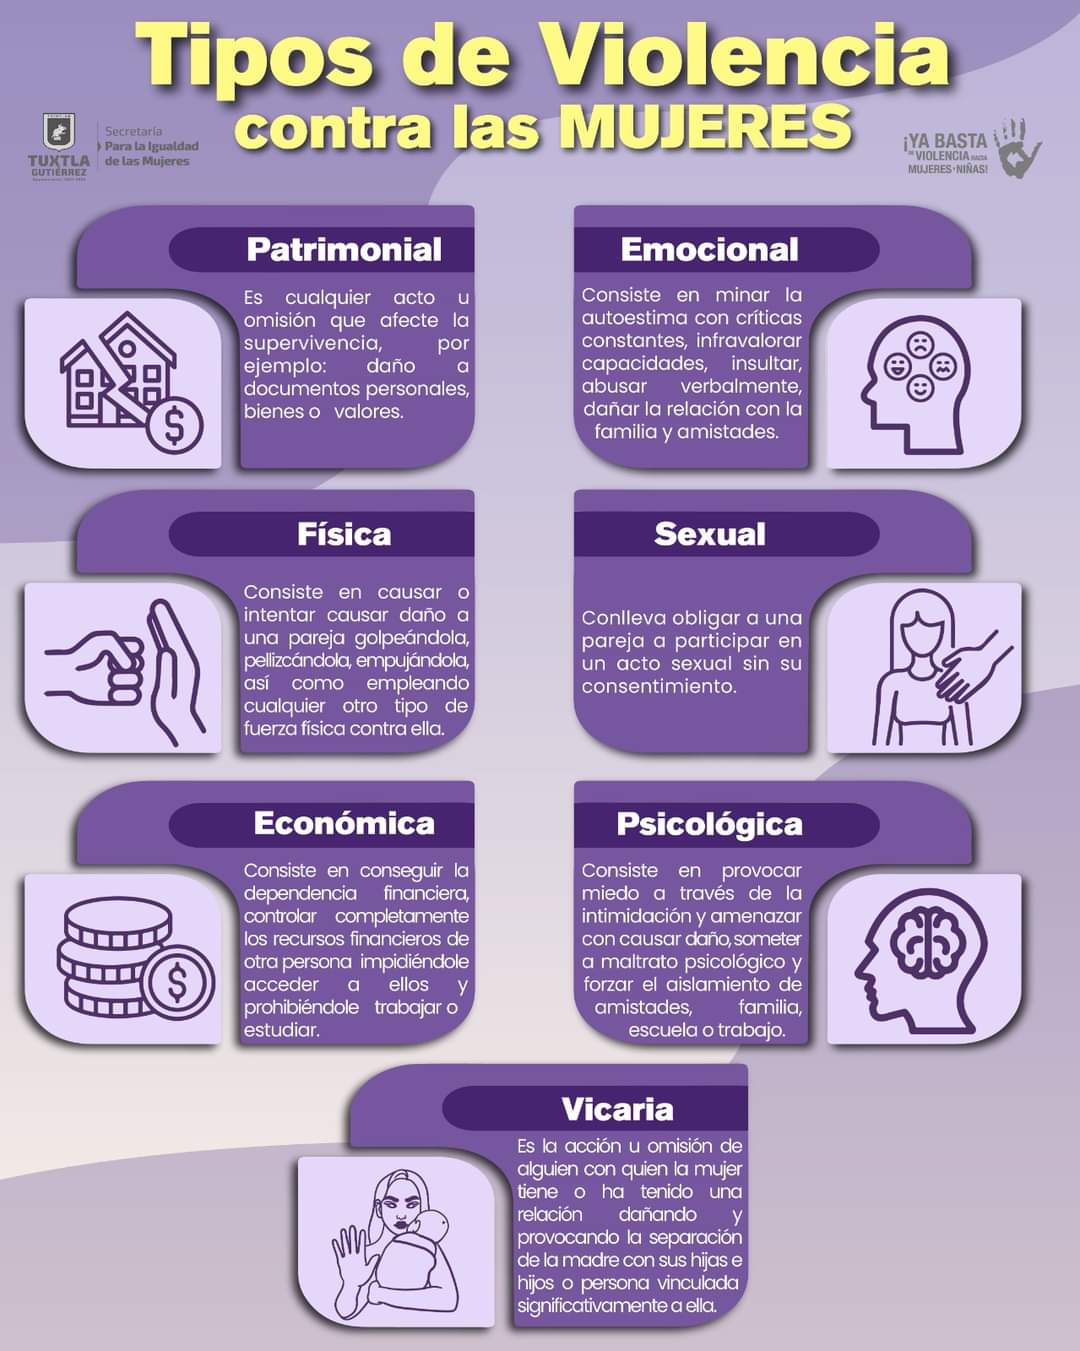 Tipos de Violencia
contra las MUJERES
TUXTLA
GUTIÉRREZ
Secretaría
Para la Igualdad
de las Mujeres
¡YA BASTA
DE VIOLENCIA HACIA
MUJERES Y NIÑAS!
Patrimonial
Es cualquier acto u
omisión que afecte la
supervivencia, por
ejemplo: daño a
documentos personales,
bienes o valores.
Emocional
Consiste en minar la
autoestima con críticas
constantes, infravalorar
capacidades, insultar,
abusar verbalmente,
dañar la relación con la
familia y amistades.
Física
Consiste en causar o
intentar causar daño a
una pareja golpeándola,
pellizcándola, empujándola,
así como empleando
cualquier otro tipo de
fuerza física contra ella.
Sexual
Conlleva obligar a una
pareja a participar en
un acto sexual sin su
consentimiento.
Económica
Consiste en conseguir la
dependencia financiera,
controlar completamente
los recursos financieros de
otra persona impidiéndole
acceder a ellos y
prohibiéndole trabajar o
estudiar.
Psicológica
Consiste en provocar
miedo a través de la
intimidación y amenazar
con causar daño, someter
a maltrato psicológico y
forzar el aislamiento de
amistades, familia,
escuela o trabajo.
Vicaria
Es la acción u omisión de
alguien con quien la mujer
tiene o ha tenido una
relación dañando y
provocando la separación
de la madre con sus hijas e
hijos o persona vinculada
significativamente a ella.